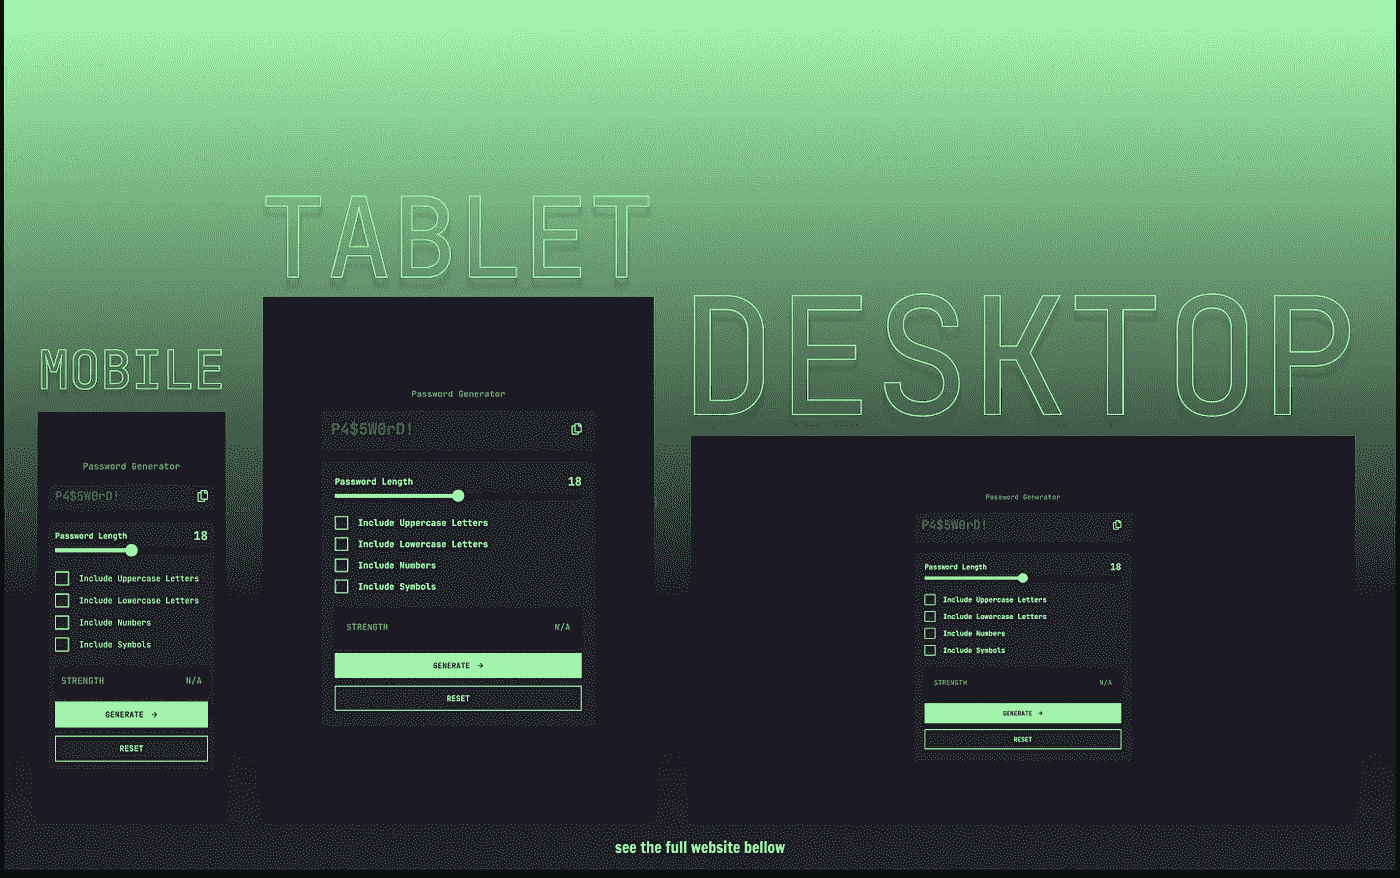 MOBILE
Password Generator
P4$5W0rD!
Password Length 18
Include Uppercase Letters
Include Lowercase Letters
Include Numbers
Include Symbols
STRENGTH N/A
GENERATE →
RESET
TABLET
Password Generator
P4$5W0rD!
Password Length 18
Include Uppercase Letters
Include Lowercase Letters
Include Numbers
Include Symbols
STRENGTH N/A
GENERATE →
RESET
DESKTOP
Password Generator
P4$5W0rD!
Password Length 18
Include Uppercase Letters
Include Lowercase Letters
Include Numbers
Include Symbols
STRENGTH N/A
GENERATE →
RESET
see the full website bellow